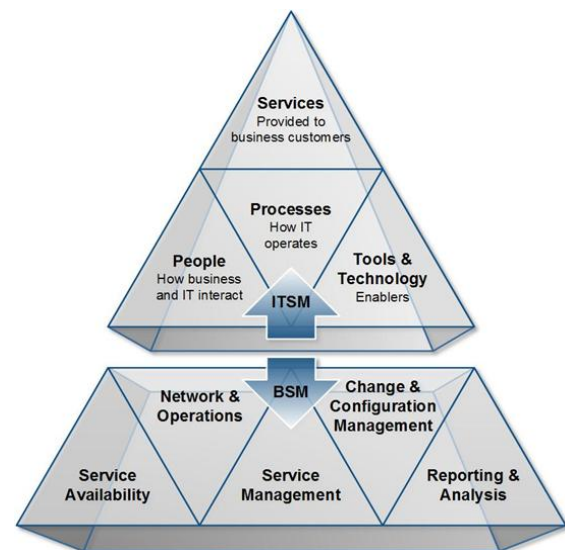 Services
Provided to
business customers
Processes
How IT
operates
People
How business
and IT interact
Tools &
Technology
Enablers
ITSM
BSM
Network &
Operations
Change &
Configuration
Management
Service
Availability
Service
Management
Reporting &
Analysis